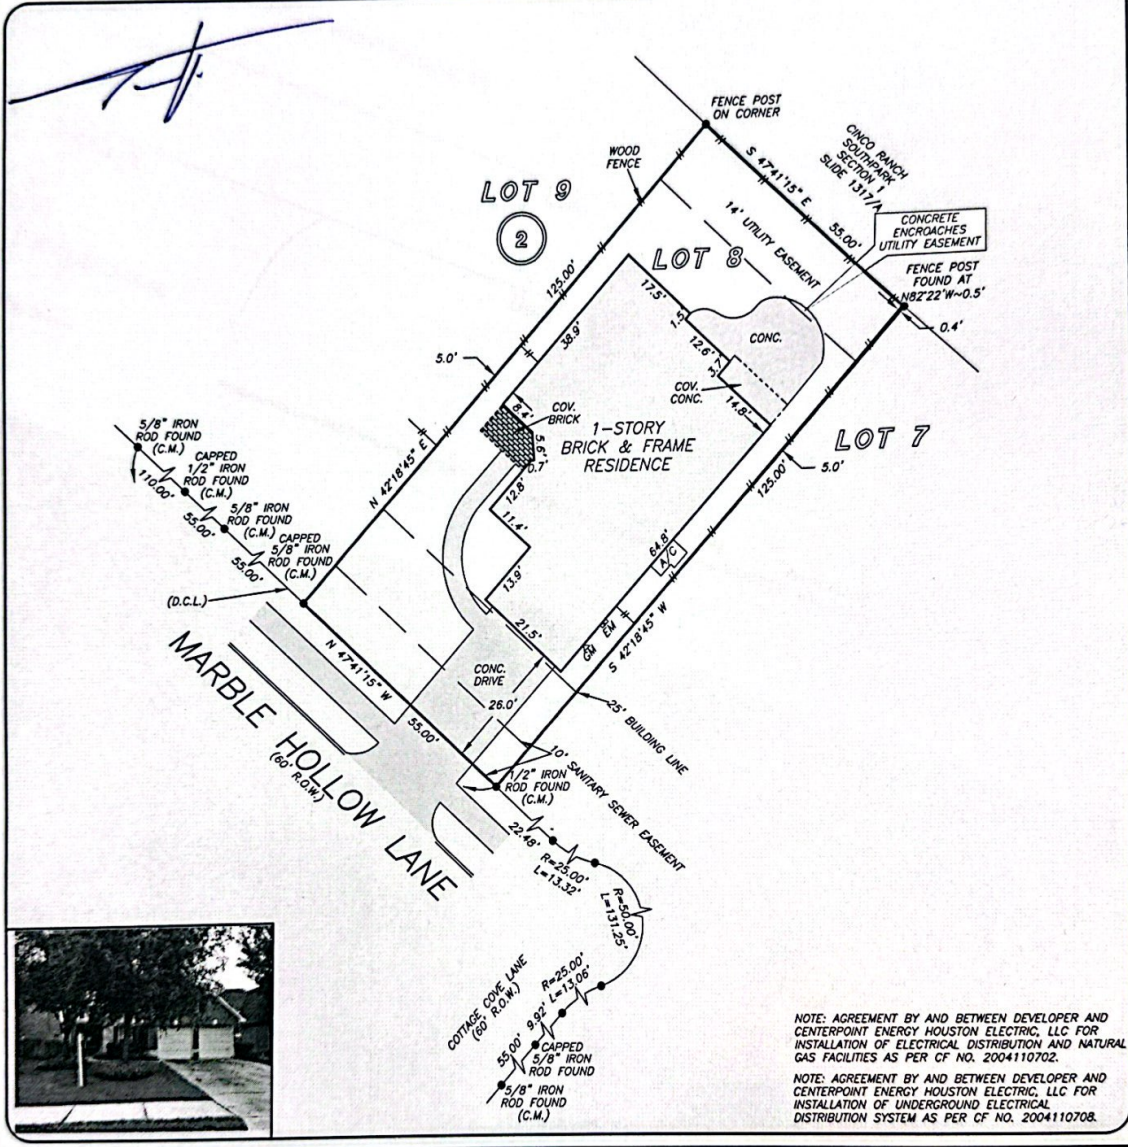 FENCE POST
ON CORNER
WOOD
FENCE
S 47°41'15" E
55.00'
CINCO RANCH
SOUTHPARK
SECTION 1
SLIDE 1317/A
LOT 9
2
14' UTILITY EASEMENT
CONCRETE
ENCROACHES
UTILITY EASEMENT
LOT 8
FENCE POST
FOUND AT
N82°22'W~0.5'
0.4'
125.00'
17.5'
1.5'
CONC.
38.9'
12.6'
3.7'
5.0'
COV.
CONC.
14.8'
8.4'
COV.
BRICK
5.6'
0.7'
1-STORY
BRICK & FRAME
RESIDENCE
LOT 7
5.0'
125.00'
N 42°18'45" E
12.8'
11.4'
13.9'
64.8'
A/C
5/8" IRON
ROD FOUND
(C.M.)
110.00'
CAPPED
1/2" IRON
ROD FOUND
(C.M.)
55.00'
5/8" IRON
ROD FOUND
(C.M.)
55.00'
CAPPED
5/8" IRON
ROD FOUND
(C.M.)
(D.C.L.)
21.5'
GM
EM
S 42°18'45" W
N 47°41'15" W
55.00'
CONC.
DRIVE
26.0'
25' BUILDING LINE
10' SANITARY SEWER EASEMENT
MARBLE HOLLOW LANE
(60' R.O.W.)
1/2" IRON
ROD FOUND
(C.M.)
22.48'
R=25.00'
L=13.32'
R=50.00'
L=131.25'
R=25.00'
L=13.06'
COTTAGE COVE LANE
(60' R.O.W.)
9.92'
55.00'
CAPPED
5/8" IRON
ROD FOUND
5/8" IRON
ROD FOUND
(C.M.)
NOTE: AGREEMENT BY AND BETWEEN DEVELOPER AND
CENTERPOINT ENERGY HOUSTON ELECTRIC, LLC FOR
INSTALLATION OF ELECTRICAL DISTRIBUTION AND NATURAL
GAS FACILITIES AS PER CF NO. 2004110702.
NOTE: AGREEMENT BY AND BETWEEN DEVELOPER AND
CENTERPOINT ENERGY HOUSTON ELECTRIC, LLC FOR
INSTALLATION OF UNDERGROUND ELECTRICAL
DISTRIBUTION SYSTEM AS PER CF NO. 2004110708.